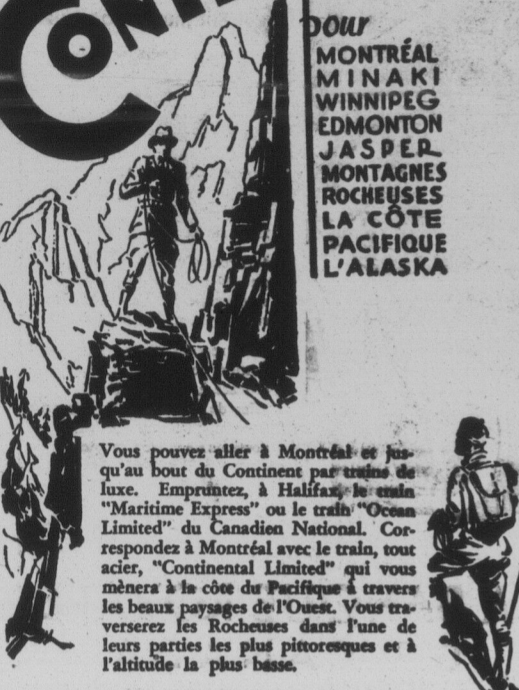 CONTI
pour
MONTRÉAL
MINAKI
WINNIPEG
EDMONTON
JASPER
MONTAGNES
ROCHEUSES
LA CÔTE
PACIFIQUE
L'ALASKA
Vous pouvez aller à Montréal et jus-
qu'au bout du Continent par trains de
luxe. Empruntez, à Halifax, le train
"Maritime Express" ou le train "Ocean
Limited" du Canadien National. Cor-
respondez à Montréal avec le train, tout
acier, "Continental Limited" qui vous
mènera à la côte du Pacifique à travers
les beaux paysages de l'Ouest. Vous tra-
verserez les Rocheuses dans l'une de
leurs parties les plus pittoresques et à
l'altitude la plus basse.